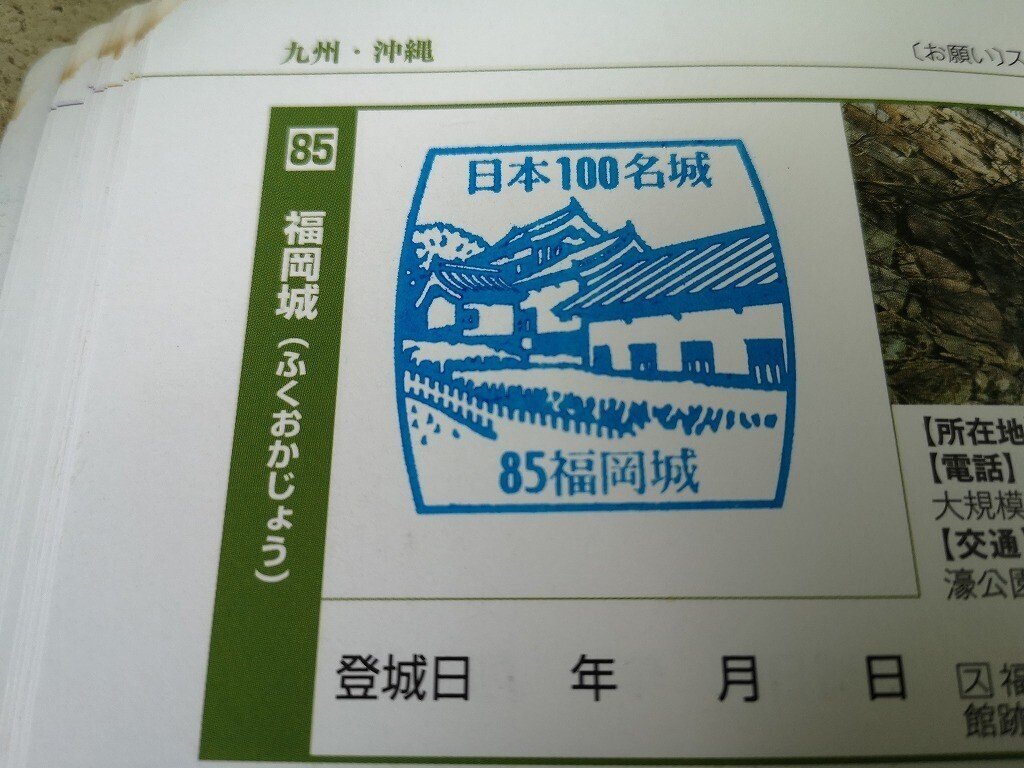 九州・沖縄
〔お願い〕ス
85
福岡城（ふくおかじょう）
日本100名城
85福岡城
【所在地
【電話】
大規模
【交通】
濠公園
登城日 年 月 日
ス 福
館跡